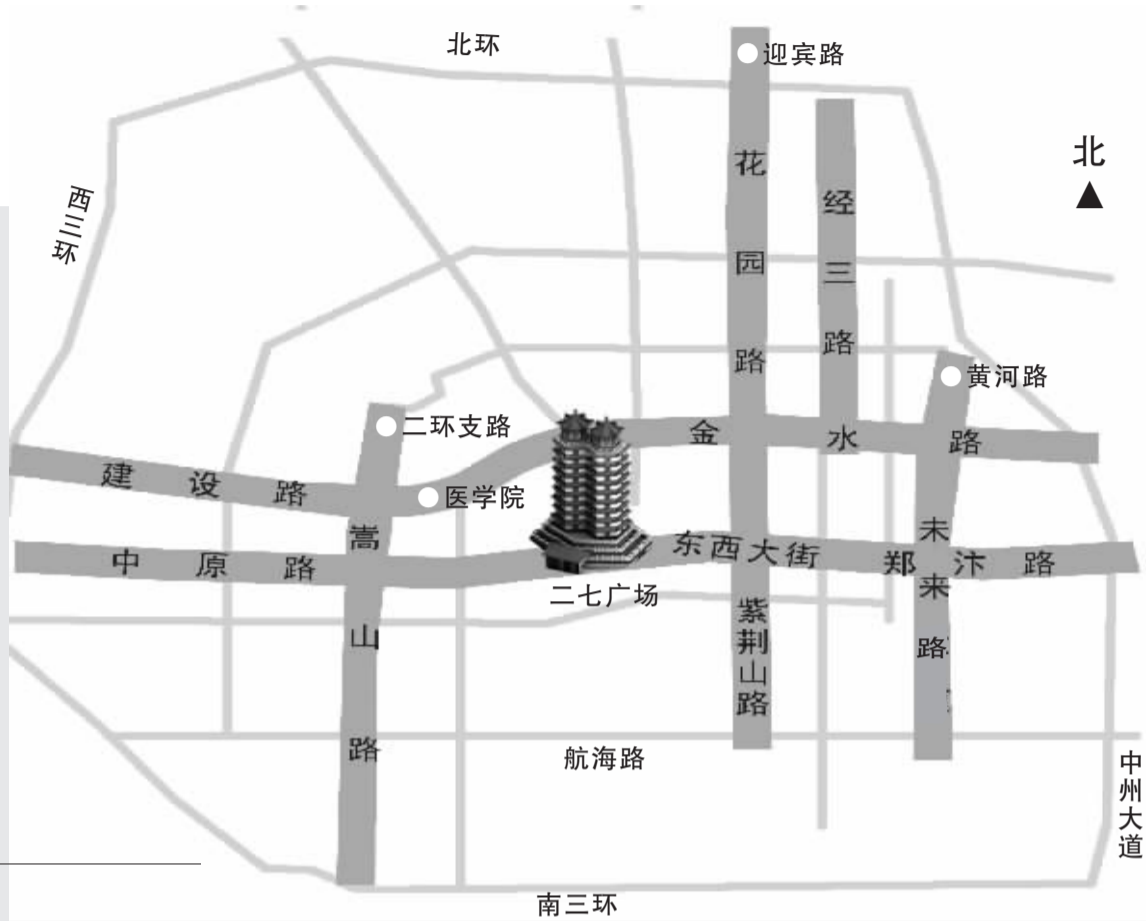 北环
迎宾路
北
西三环
花园路
经三路
黄河路
二环支路
金水路
建设路
医学院
嵩山路
未来路
东西大街
郑汴路
中原路
二七广场
紫荆山路
航海路
中州大道
南三环